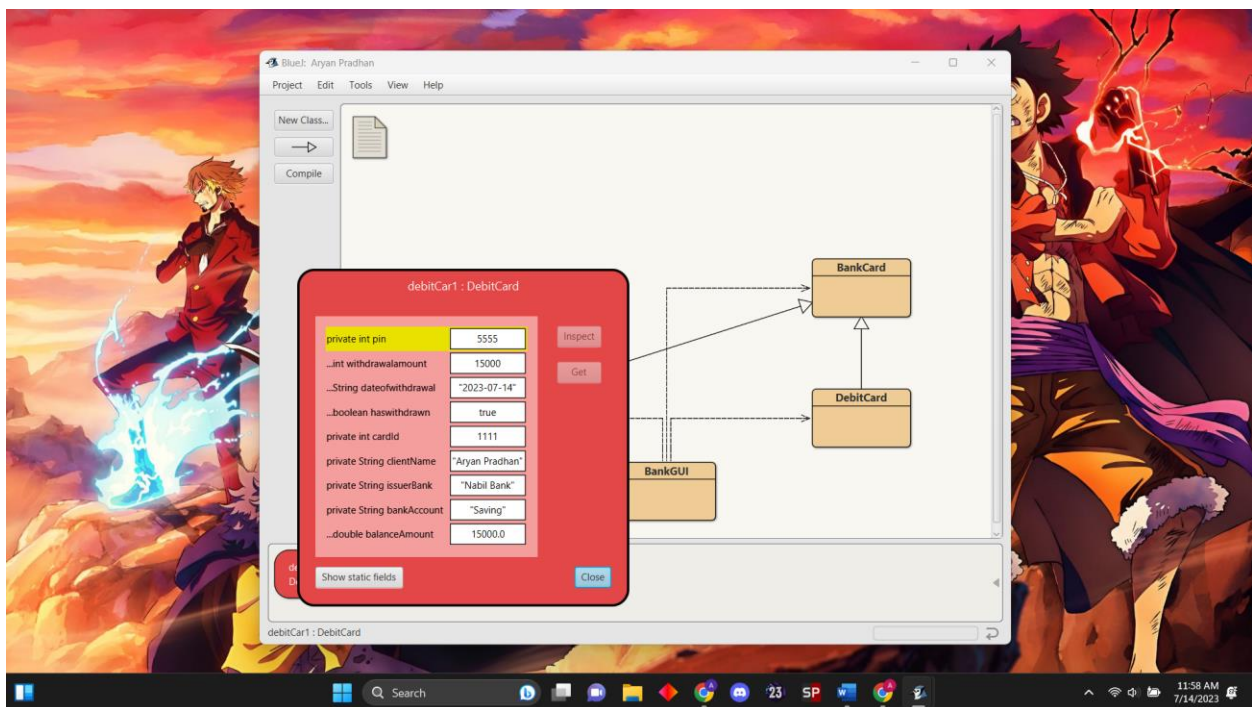 BlueJ: Aryan Pradhan
Project Edit Tools View Help
New Class...
Compile
BankCard
DebitCard
BankGUI
debitCar1 : DebitCard
private int pin 5555
...int withdrawalamount 15000
...String dateofwithdrawal "2023-07-14"
...boolean haswithdrawn true
private int cardId 1111
private String clientName "Aryan Pradhan"
private String issuerBank "Nabil Bank"
private String bankAccount "Saving"
...double balanceAmount 15000.0
Inspect
Get
Show static fields
Close
de
De
debitCar1 : DebitCard
Search
23
SP
W
11:58 AM
7/14/2023